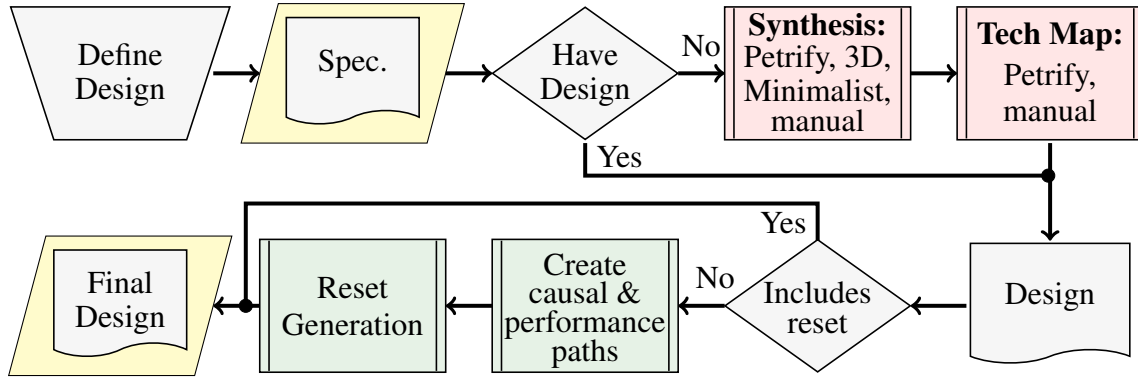 Define
Design
Spec.
Have
Design
No
Yes
Synthesis:
Petrify, 3D,
Minimalist,
manual
Tech Map:
Petrify,
manual
Design
Includes
reset
Yes
No
Create
causal &
performance
paths
Reset
Generation
Final
Design